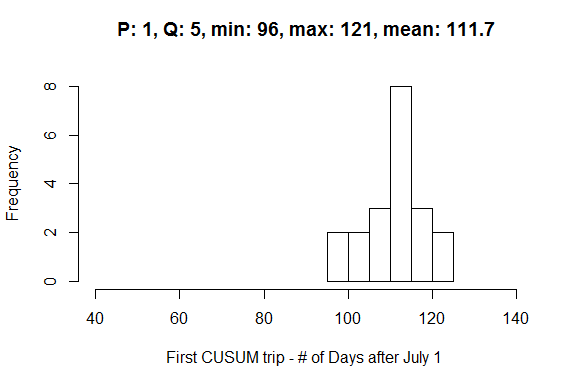 P: 1, Q: 5, min: 96, max: 121, mean: 111.7
Frequency
8
6
4
2
0
40 60 80 100 120 140
First CUSUM trip - # of Days after July 1